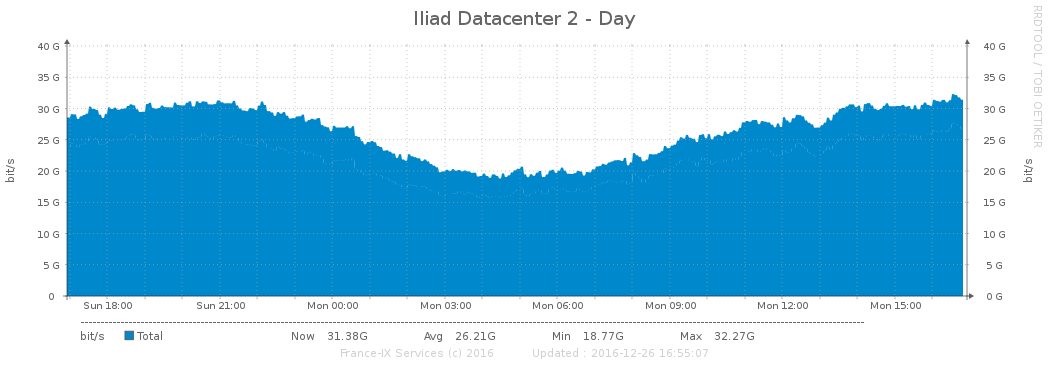 Iliad Datacenter 2 - Day
RRDTOOL / TOBI OETIKER
40 G 40 G
35 G 35 G
30 G 30 G
25 G 25 G
20 G 20 G
15 G 15 G
10 G 10 G
5 G 5 G
0 0 G
bit/s bit/s
Sun 18:00 Sun 21:00 Mon 00:00 Mon 03:00 Mon 06:00 Mon 09:00 Mon 12:00 Mon 15:00
bit/s Total Now 31.38G Avg 26.21G Min 18.77G Max 32.27G
France-IX Services (c) 2016 Updated : 2016-12-26 16:55:07